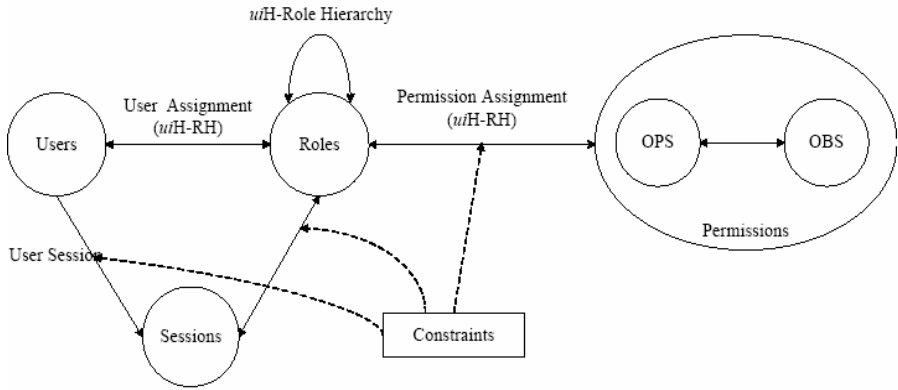 uiH-Role Hierarchy
User Assignment
(uiH-RH)
Permission Assignment
(uiH-RH)
Users
Roles
OPS
OBS
Permissions
User Session
Sessions
Constraints